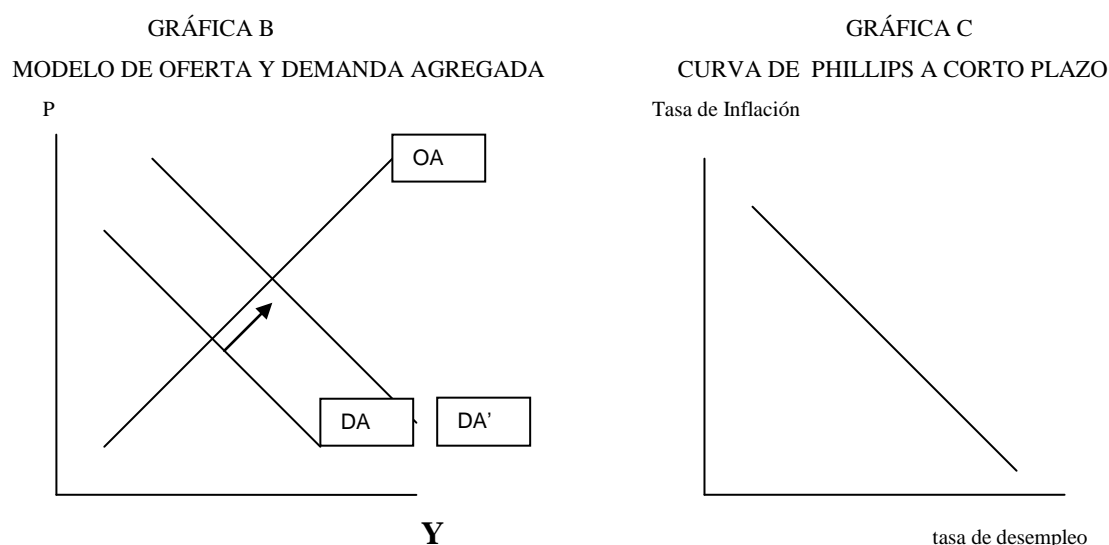 GRÁFICA B
MODELO DE OFERTA Y DEMANDA AGREGADA
P
OA
DA
DA’
Y
GRÁFICA C
CURVA DE PHILLIPS A CORTO PLAZO
Tasa de Inflación
tasa de desempleo